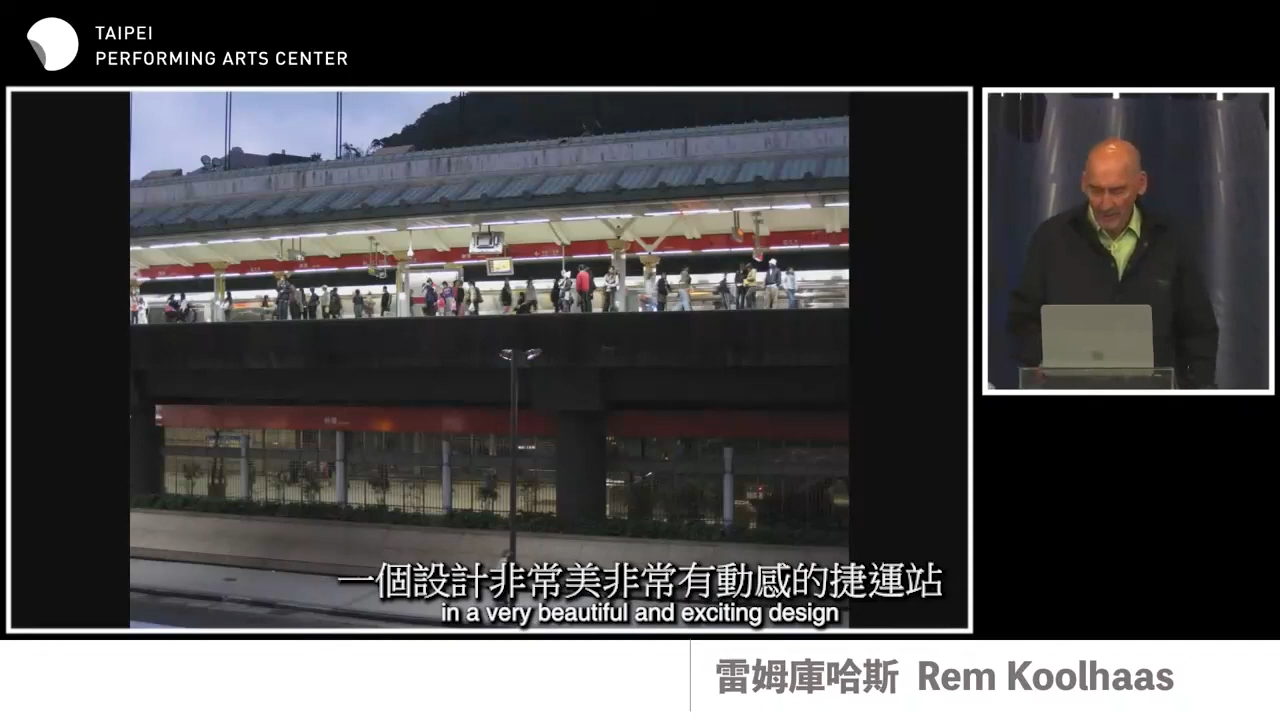 TAIPEI
PERFORMING ARTS CENTER
一個設計非常美非常有動感的捷運站
in a very beautiful and exciting design
雷姆庫哈斯 Rem Koolhaas